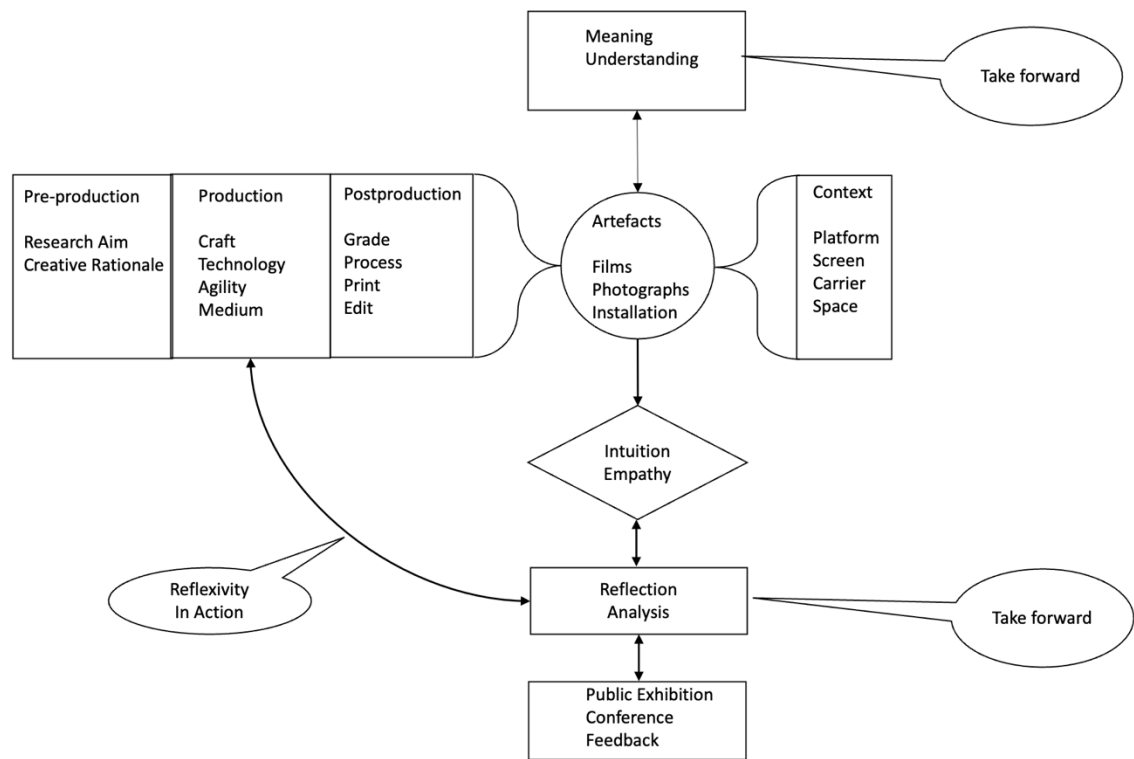 Meaning
Understanding
Take forward
Pre-production
Research Aim
Creative Rationale
Production
Craft
Technology
Agility
Medium
Postproduction
Grade
Process
Print
Edit
Artefacts
Films
Photographs
Installation
Context
Platform
Screen
Carrier
Space
Intuition
Empathy
Reflexivity
In Action
Reflection
Analysis
Take forward
Public Exhibition
Conference
Feedback